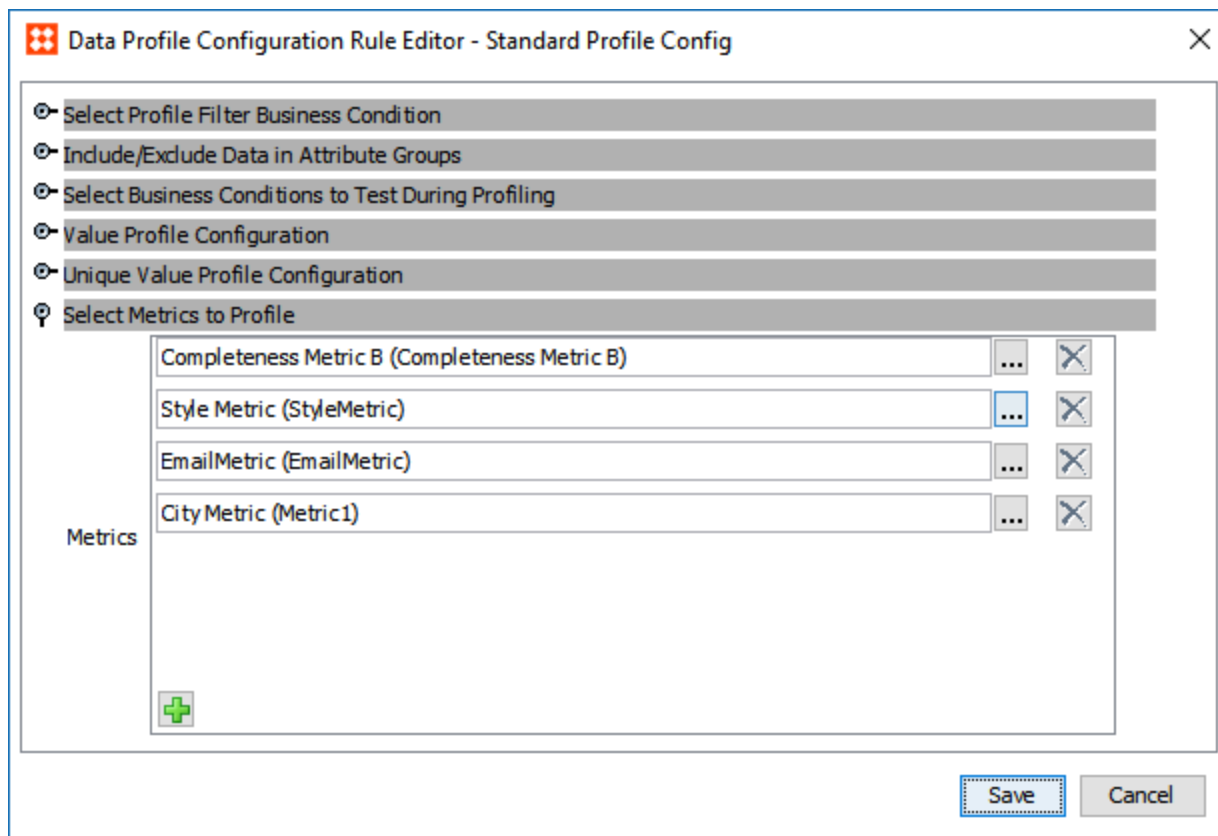 Data Profile Configuration Rule Editor - Standard Profile Config
Select Profile Filter Business Condition
Include/Exclude Data in Attribute Groups
Select Business Conditions to Test During Profiling
Value Profile Configuration
Unique Value Profile Configuration
Select Metrics to Profile
Completeness Metric B (Completeness Metric B) ...
Style Metric (StyleMetric) ...
EmailMetric (EmailMetric) ...
City Metric (Metric1) ...
Metrics
Save Cancel